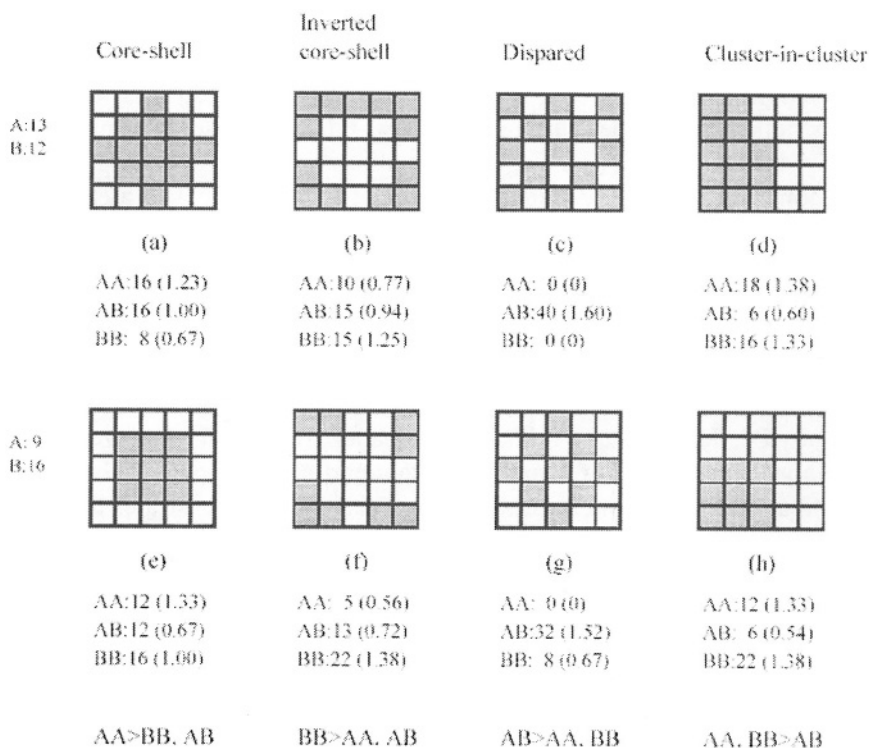 Core-shell
Inverted
core-shell
Dispared
Cluster-in-cluster
A:13
B:12
(a)
(b)
(c)
(d)
AA:16 (1.23)
AB:16 (1.00)
BB: 8 (0.67)
AA:10 (0.77)
AB:15 (0.94)
BB:15 (1.25)
AA: 0 (0)
AB:40 (1.60)
BB: 0 (0)
AA:18 (1.38)
AB: 6 (0.60)
BB:16 (1.33)
A: 9
B:16
(e)
(f)
(g)
(h)
AA:12 (1.33)
AB:12 (0.67)
BB:16 (1.00)
AA: 5 (0.56)
AB:13 (0.72)
BB:22 (1.38)
AA: 0 (0)
AB:32 (1.52)
BB: 8 (0.67)
AA:12 (1.33)
AB: 6 (0.54)
BB:22 (1.38)
AA>BB, AB
BB>AA, AB
AB>AA, BB
AA, BB>AB